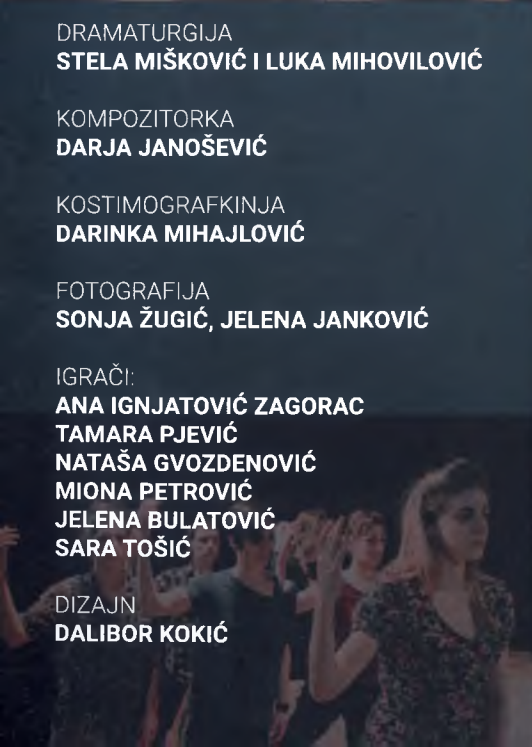 DRAMATURGIJA
STELA MIŠKOVIĆ I LUKA MIHOVILOVIĆ
KOMPOZITORKA
DARJA JANOŠEVIĆ
KOSTIMOGRAFKINJA
DARINKA MIHAJLOVIĆ
FOTOGRAFIJA
SONJA ŽUGIĆ, JELENA JANKOVIĆ
IGRAČI:
ANA IGNJATOVIĆ ZAGORAC
TAMARA PJEVIĆ
NATAŠA GVOZDENOVIĆ
MIONA PETROVIĆ
JELENA BULATOVIĆ
SARA TOŠIĆ
DIZAJN
DALIBOR KOKIĆ